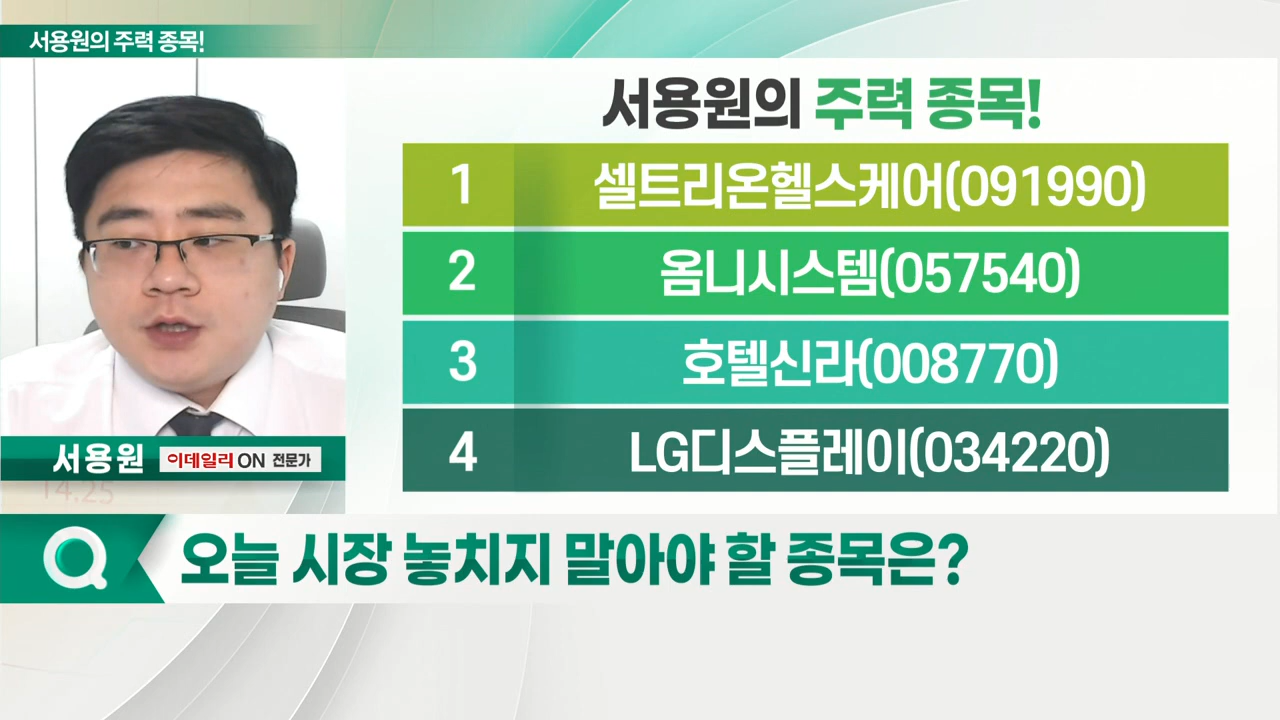 서용원의 주력 종목!
서용원의 주력 종목!
1 셀트리온헬스케어(091990)
2 옴니시스템(057540)
3 호텔신라(008770)
4 LG디스플레이(034220)
서용원 이데일리ON 전문가
14.25
Q 오늘 시장 놓치지 말아야 할 종목은?